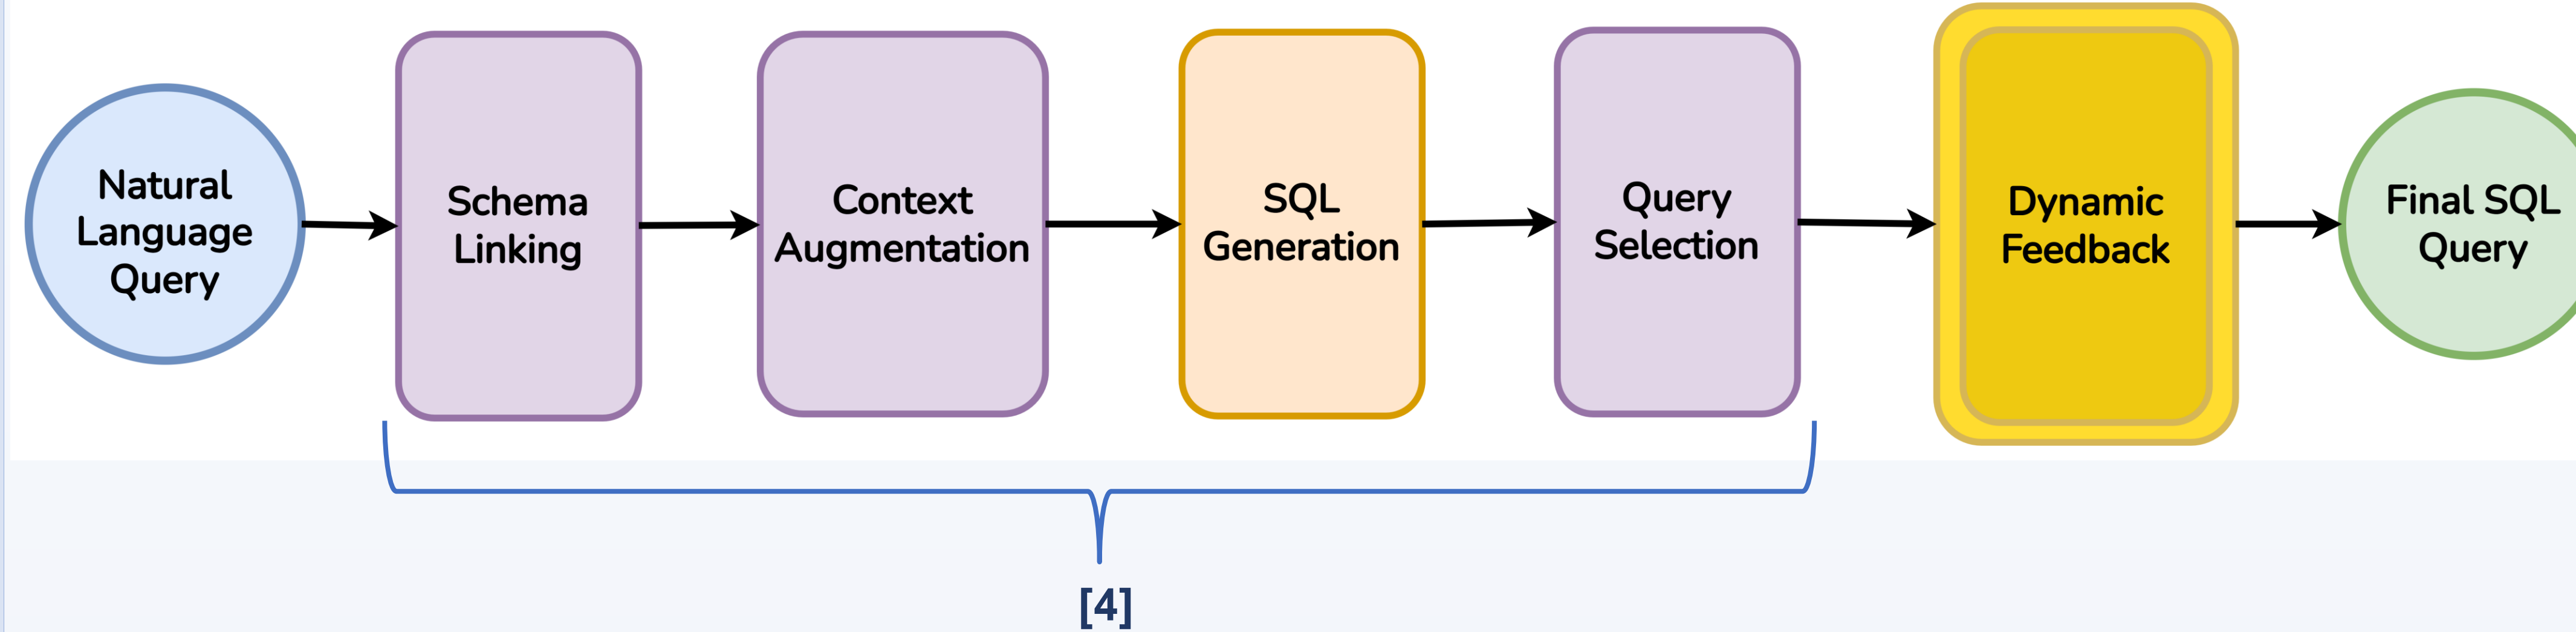 Natural
Language
Query
Schema
Linking
Context
Augmentation
SQL
Generation
Query
Selection
Dynamic
Feedback
Final SQL
Query
[4]